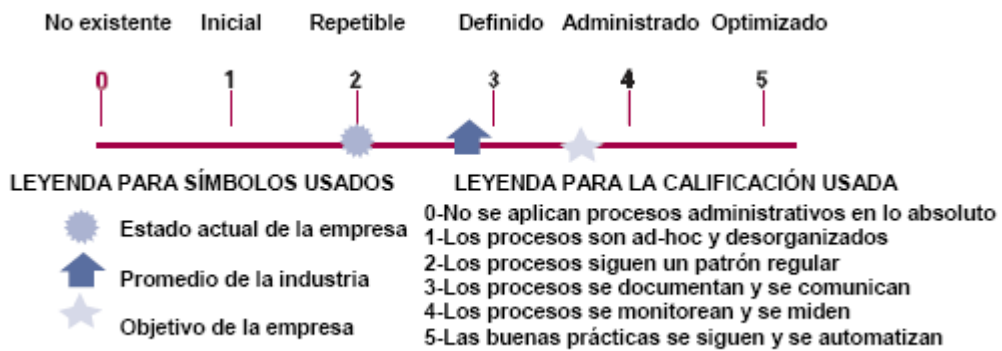 No existente Inicial Repetible Definido Administrado Optimizado
0 1 2 3 4 5
LEYENDA PARA SÍMBOLOS USADOS
Estado actual de la empresa
Promedio de la industria
Objetivo de la empresa
LEYENDA PARA LA CALIFICACIÓN USADA
0-No se aplican procesos administrativos en lo absoluto
1-Los procesos son ad-hoc y desorganizados
2-Los procesos siguen un patrón regular
3-Los procesos se documentan y se comunican
4-Los procesos se monitorean y se miden
5-Las buenas prácticas se siguen y se automatizan